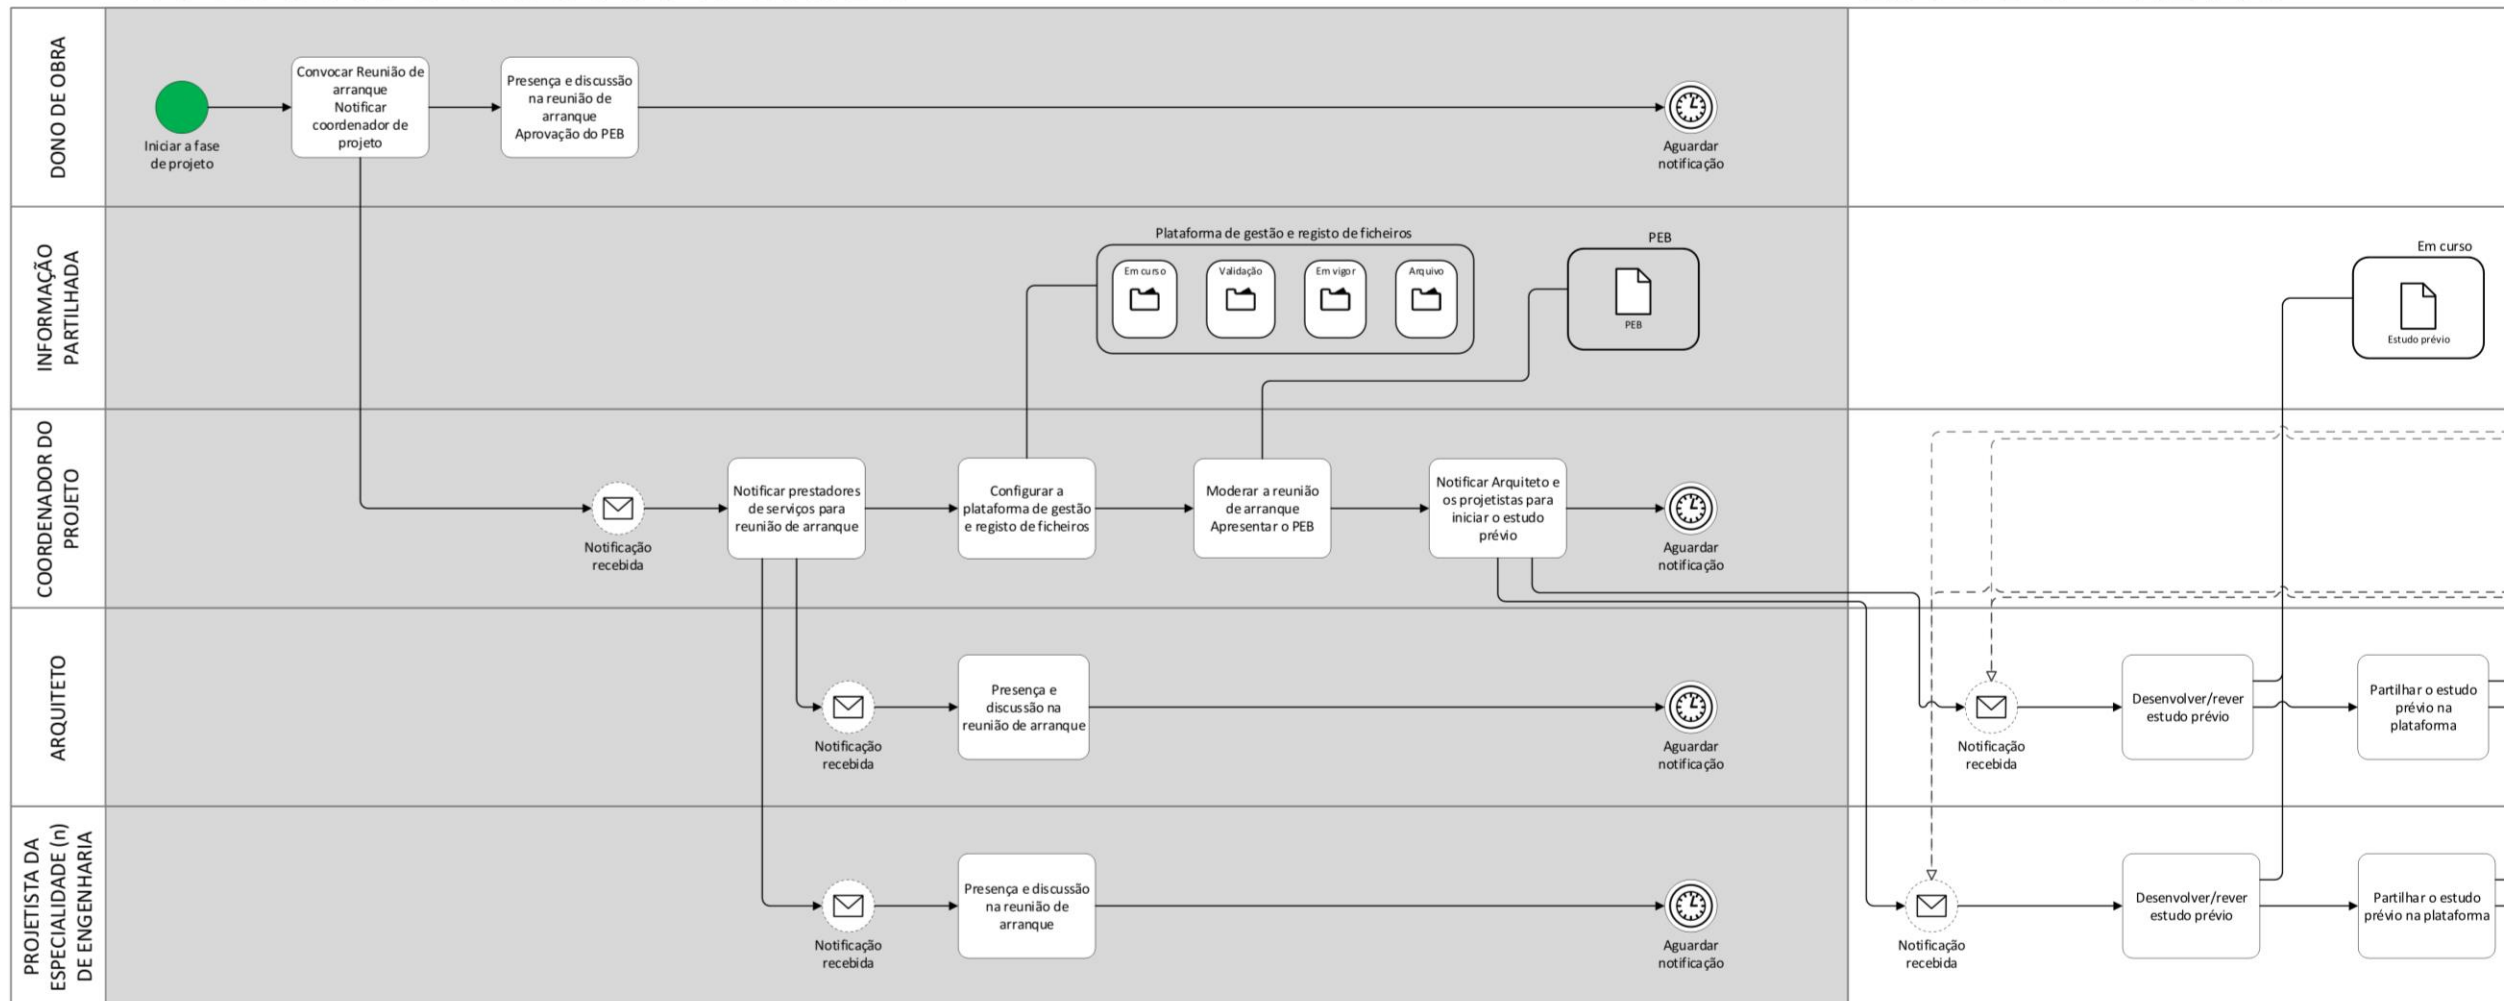 DONO DE OBRA
Iniciar a fase
de projeto
Convocar Reunião de
arranque
Notificar
coordenador de
projeto
Presença e discussão
na reunião de
arranque
Aprovação do PEB
Aguardar
notificação
INFORMAÇÃO
PARTILHADA
Plataforma de gestão e registo de ficheiros
Em curso
Validação
Em vigor
Arquivo
PEB
PEB
Em curso
Estudo prévio
COORDENADOR DO
PROJETO
Notificação
recebida
Notificar prestadores
de serviços para
reunião de arranque
Configurar a
plataforma de gestão
e registo de ficheiros
Moderar a reunião
de arranque
Apresentar o PEB
Notificar Arquiteto e
os projetistas para
iniciar o estudo
prévio
Aguardar
notificação
ARQUITETO
Notificação
recebida
Presença e
discussão na
reunião de arranque
Aguardar
notificação
Notificação
recebida
Desenvolver/rever
estudo prévio
Partilhar o estudo
prévio na
plataforma
PROJETISTA DA
ESPECIALIDADE (n)
DE ENGENHARIA
Notificação
recebida
Presença e discussão
na reunião de
arranque
Aguardar
notificação
Notificação
recebida
Desenvolver/rever
estudo prévio
Partilhar o estudo
prévio na plataforma